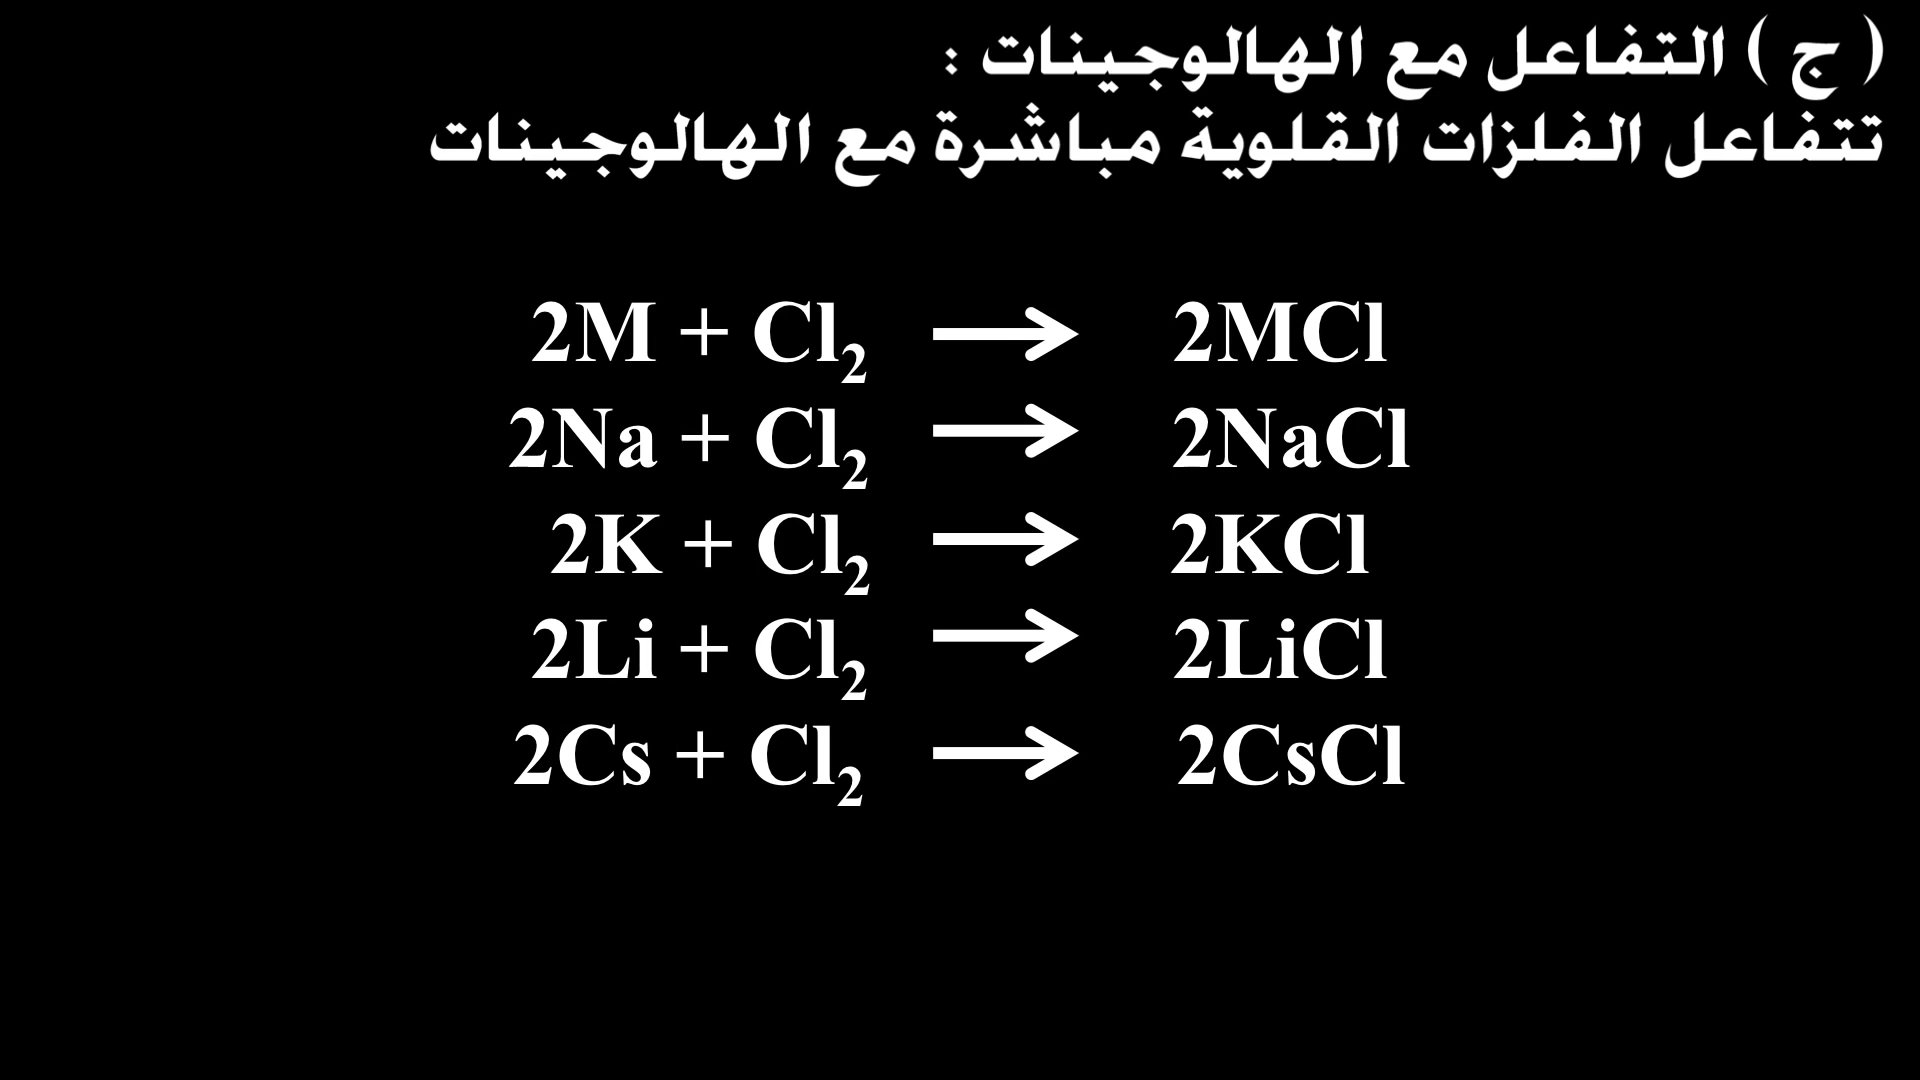 ( ج ) التفاعل مع الهالوجينات :
تتفاعل الفلزات القلوية مباشرة مع الهالوجينات
2M + Cl₂ → 2MCl
2Na + Cl₂ → 2NaCl
2K + Cl₂ → 2KCl
2Li + Cl₂ → 2LiCl
2Cs + Cl₂ → 2CsCl